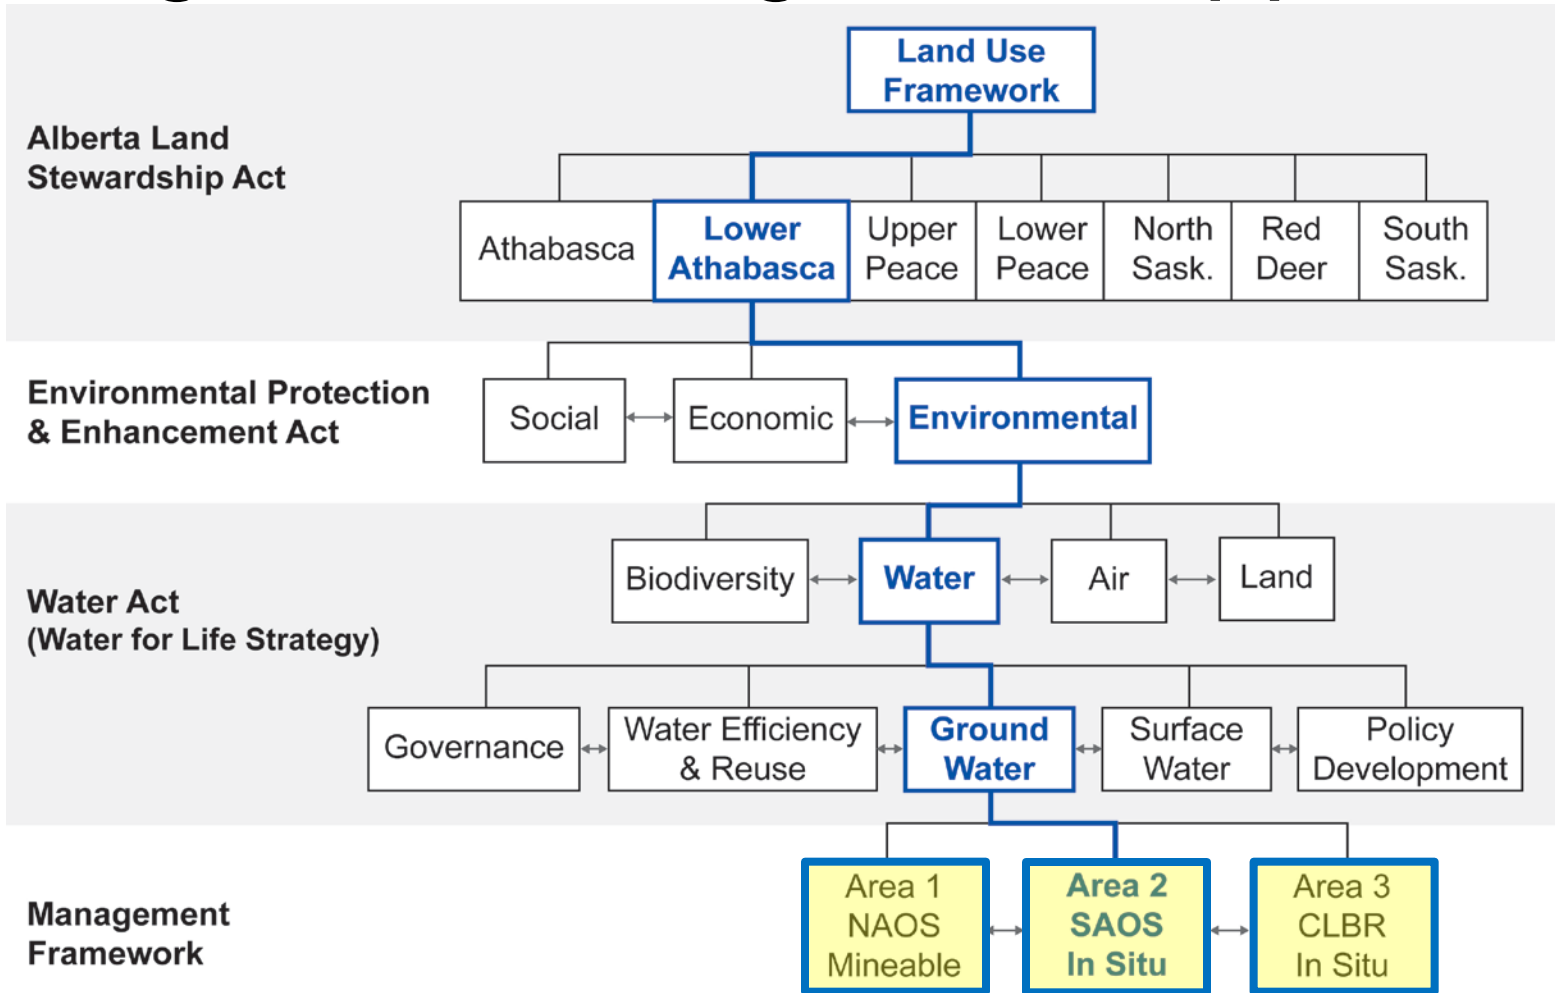 Land Use
Framework
Alberta Land
Stewardship Act
Athabasca
Lower
Athabasca
Upper
Peace
Lower
Peace
North
Sask.
Red
Deer
South
Sask.
Environmental Protection
& Enhancement Act
Social
Economic
Environmental
Water Act
(Water for Life Strategy)
Biodiversity
Water
Air
Land
Governance
Water Efficiency
& Reuse
Ground
Water
Surface
Water
Policy
Development
Management
Framework
Area 1
NAOS
Mineable
Area 2
SAOS
In Situ
Area 3
CLBR
In Situ